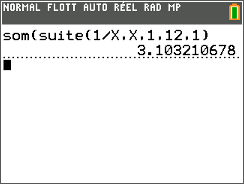 NORMAL FLOTT AUTO RÉEL RAD MP
som(suite(1/X,X,1,12,1)
3.103210678